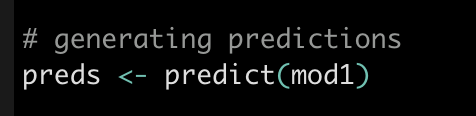 # generating predictions
preds <- predict(mod1)